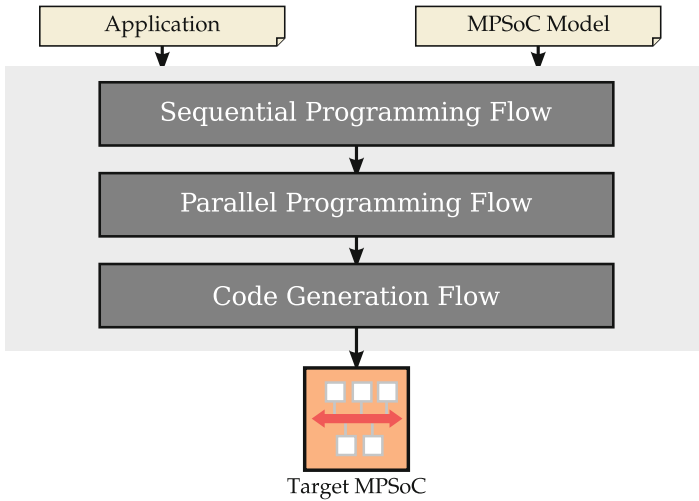 Application
MPSoC Model
Sequential Programming Flow
Parallel Programming Flow
Code Generation Flow
Target MPSoC